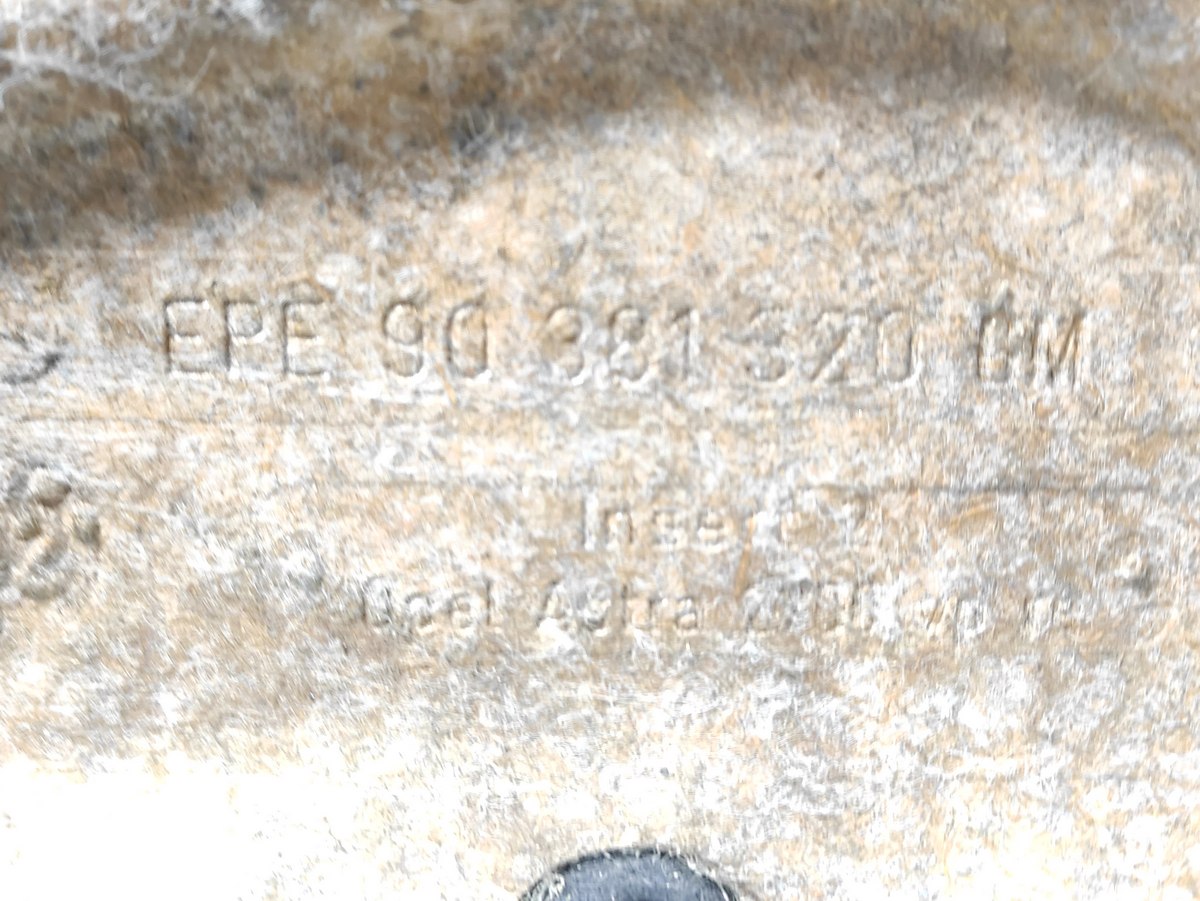 EPE 90 381 320 GM
Insert
Opel Astra